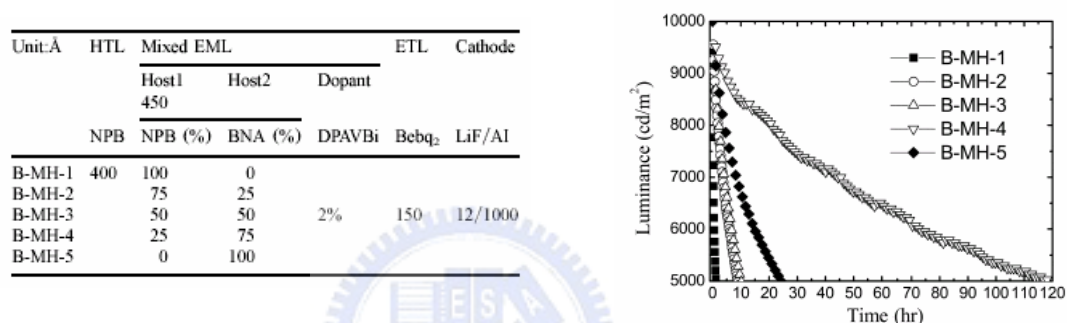 Unit:Å HTL Mixed EML ETL Cathode
Host1 Host2 Dopant
450
NPB NPB (%) BNA (%) DPAVBi Bebq₂ LiF/Al
B-MH-1 400 100 0
B-MH-2 75 25
B-MH-3 50 50 2% 150 12/1000
B-MH-4 25 75
B-MH-5 0 100
ES
Luminance (cd/m²)
10000
9000
8000
7000
6000
5000
B-MH-1
B-MH-2
B-MH-3
B-MH-4
B-MH-5
0 10 20 30 40 50 60 70 80 90 100 110 120
Time (hr)